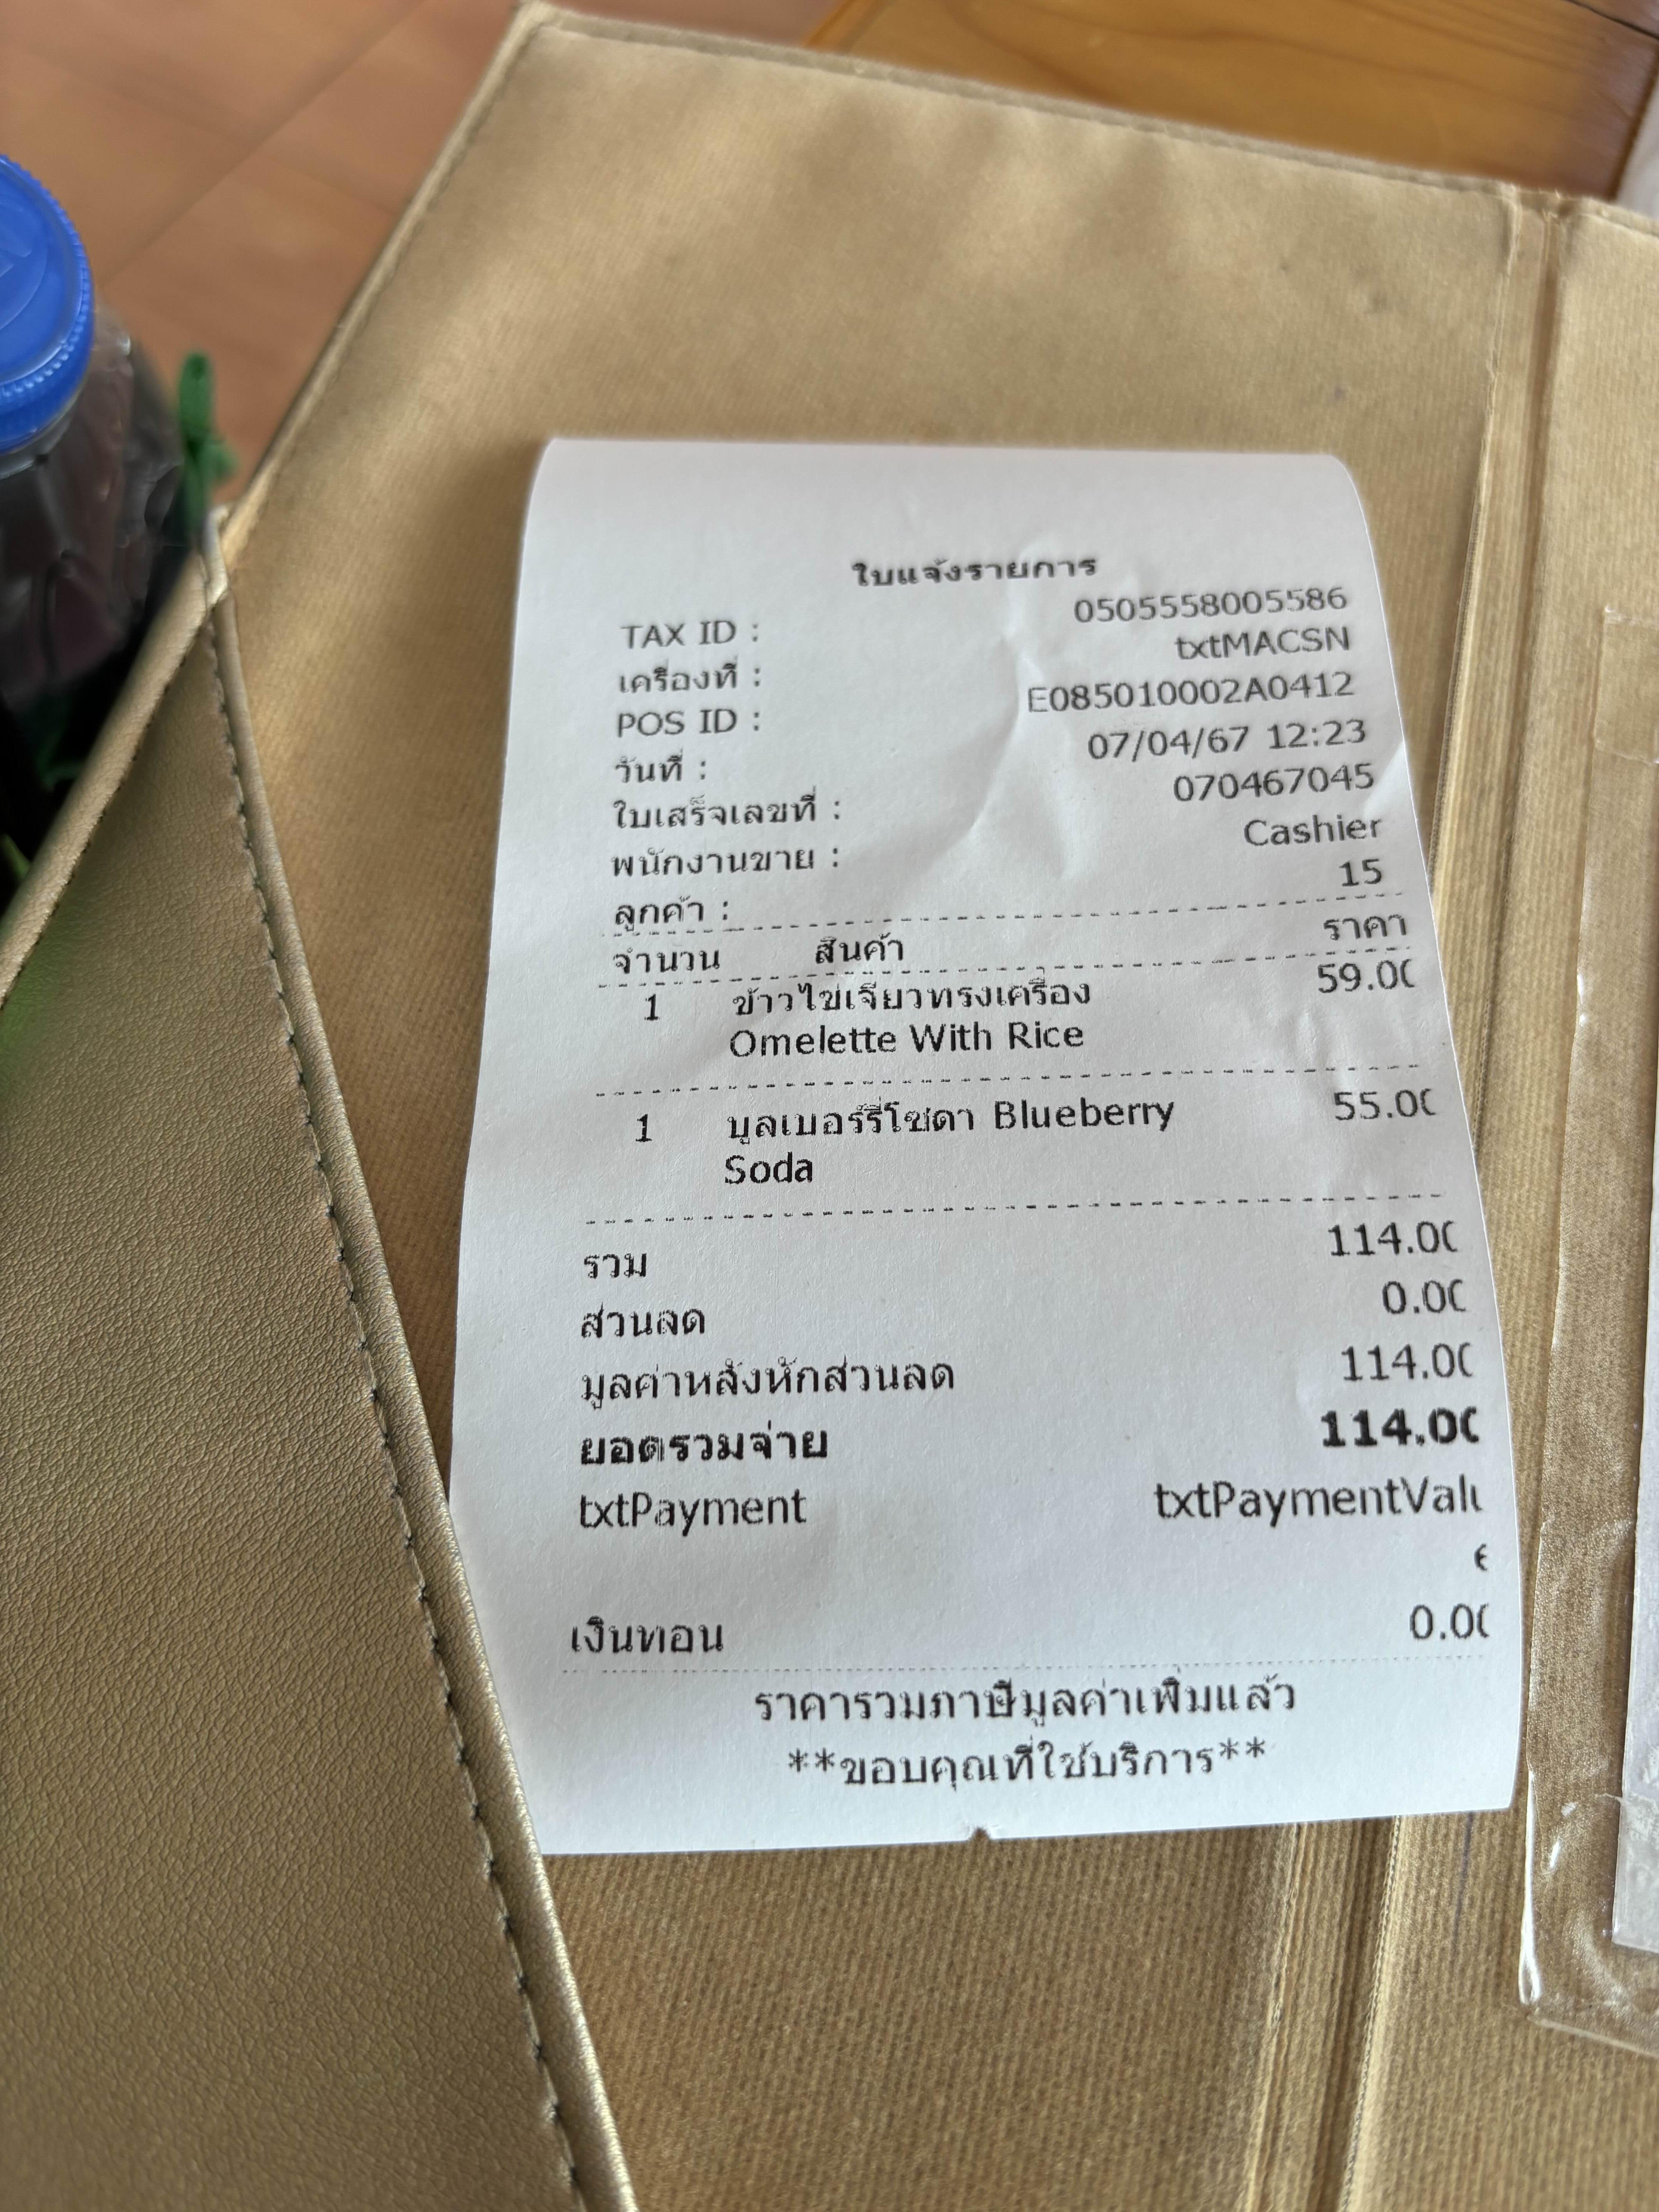 ใบแจ้งรายการ
TAX ID : 0505558005586
เครื่องที่ : txtMACSN
POS ID : E085010002A0412
วันที่ : 07/04/67 12:23
ใบเสร็จเลขที่ : 070467045
พนักงานขาย : Cashier
ลูกค้า : 15
จำนวน สินค้า ราคา
1 ข้าวไข่เจียวทรงเครื่อง 59.00
Omelette With Rice
1 บูลเบอร์รี่โซดา Blueberry 55.00
Soda
รวม 114.00
ส่วนลด 0.00
มูลค่าหลังหักส่วนลด 114.00
ยอดรวมจ่าย 114.00
txtPayment txtPaymentValu
e
เงินทอน 0.00
ราคารวมภาษีมูลค่าเพิ่มแล้ว
**ขอบคุณที่ใช้บริการ**